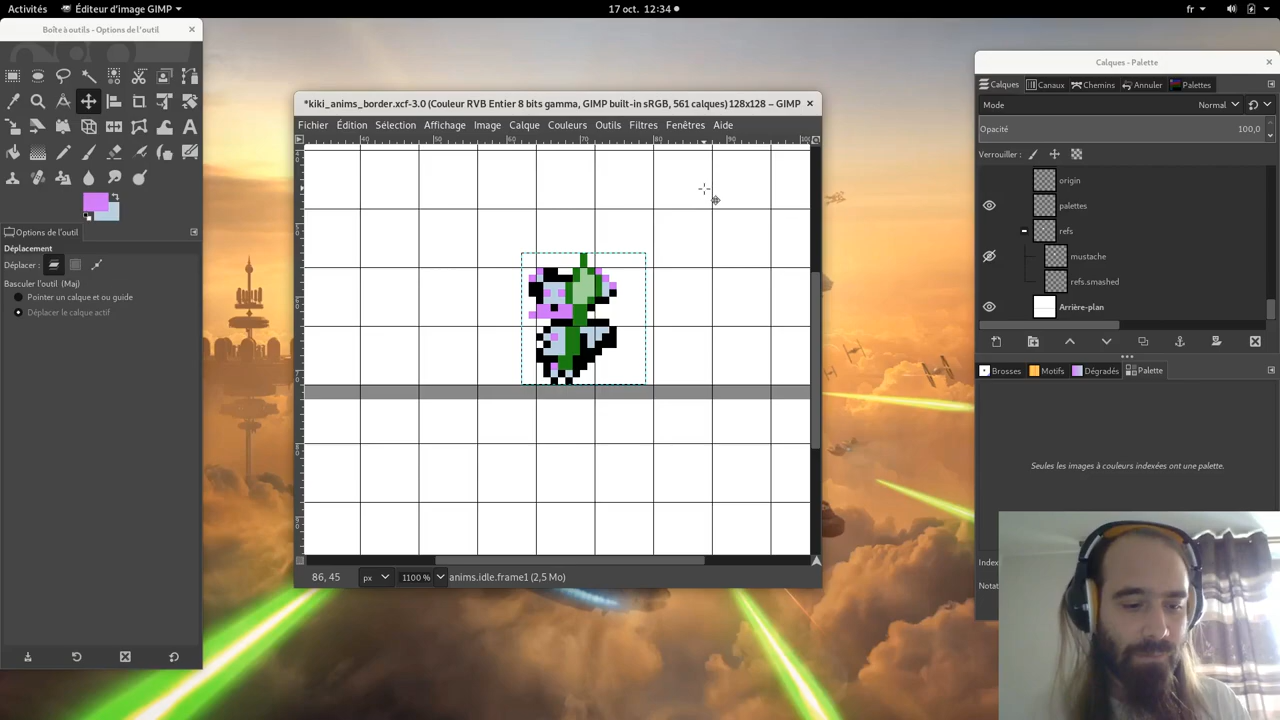 Activités
Éditeur d'image GIMP
17 oct. 12:34
fr
Boîte à outils - Options de l'outil
Options de l'outil
Déplacement
Déplacer :
Basculer l'outil (Maj)
Pointer un calque et ou guide
Déplacer le calque actif
*kiki_anims_border.xcf-3.0 (Couleur RVB Entier 8 bits gamma, GIMP built-in sRGB, 561 calques) 128x128 – GIMP
Fichier Édition Sélection Affichage Image Calque Couleurs Outils Filtres Fenêtres Aide
86, 45 px 1100 % anims.idle.frame1 (2,5 Mo)
Calques - Palette
Calques Canaux Chemins Annuler Palettes
Mode Normal
Opacité 100,0
Verrouiller :
origin
palettes
refs
mustache
refs.smashed
Arrière-plan
Brosses Motifs Dégradés Palette
Seules les images à couleurs indexées ont une palette.
Index
Notat